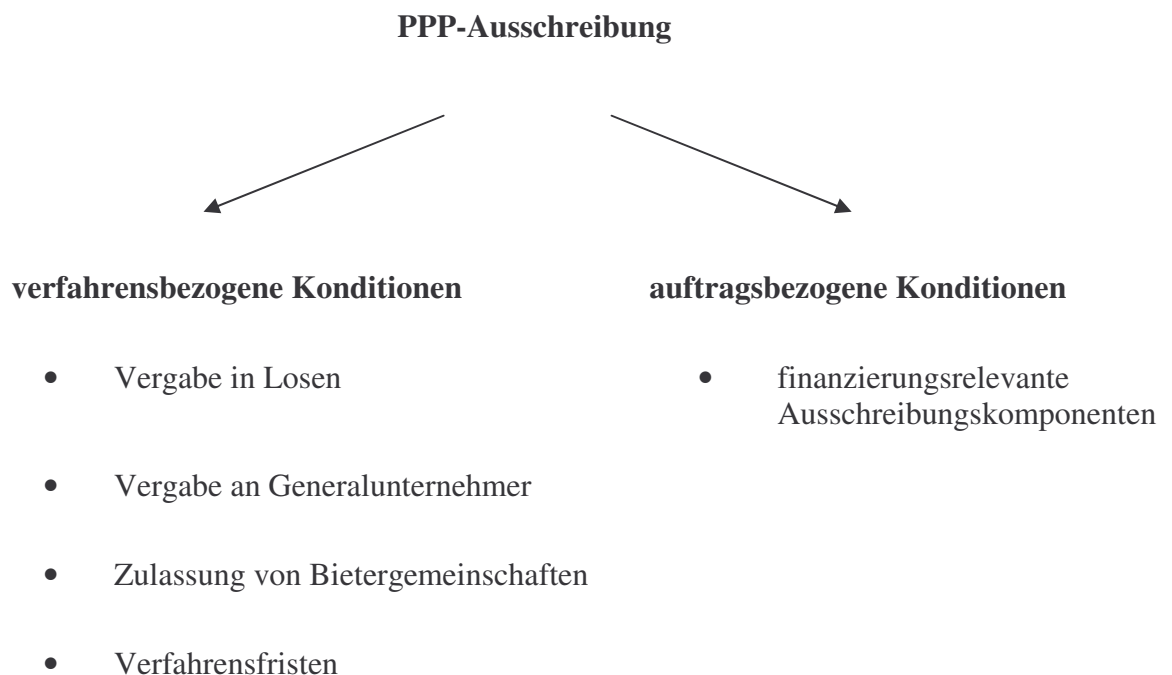 PPP-Ausschreibung
verfahrensbezogene Konditionen
• Vergabe in Losen
• Vergabe an Generalunternehmer
• Zulassung von Bietergemeinschaften
• Verfahrensfristen
auftragsbezogene Konditionen
• finanzierungsrelevante
Ausschreibungskomponenten